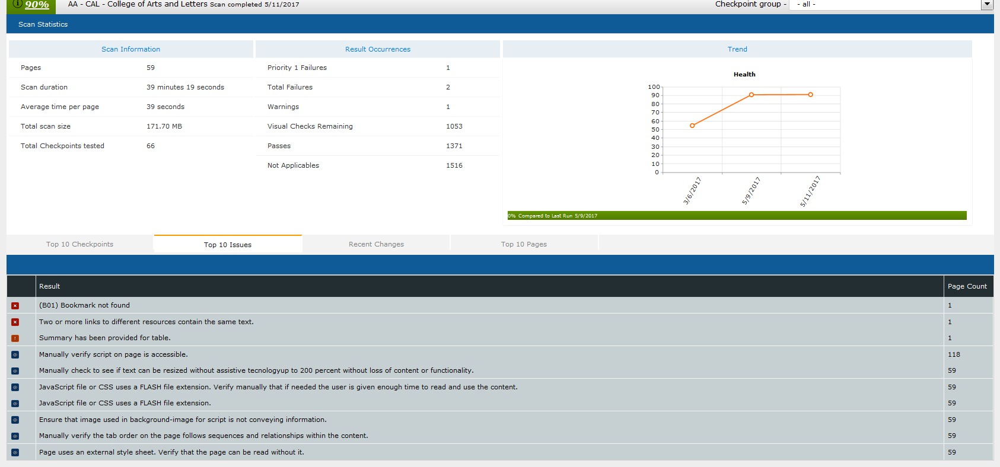 90% AA - CAL - College of Arts and Letters Scan completed 5/11/2017 Checkpoint group - - all -
Scan Statistics
Scan Information
Pages 59
Scan duration 39 minutes 19 seconds
Average time per page 39 seconds
Total scan size 171.70 MB
Total Checkpoints tested 66
Result Occurrences
Priority 1 Failures 1
Total Failures 2
Warnings 1
Visual Checks Remaining 1053
Passes 1371
Not Applicables 1516
Trend
Health
100
90
80
70
60
50
40
30
20
10
0
3/6/2017 5/9/2017 5/11/2017
0% Compared to Last Run 5/9/2017
Top 10 Checkpoints Top 10 Issues Recent Changes Top 10 Pages
Result Page Count
(B01) Bookmark not found 1
Two or more links to different resources contain the same text. 1
Summary has been provided for table. 1
Manually verify script on page is accessible. 118
Manually check to see if text can be resized without assistive tecnologyup to 200 percent without loss of content or functionality. 59
JavaScript file or CSS uses a FLASH file extension. Verify manually that if needed the user is given enough time to read and use the content. 59
JavaScript file or CSS uses a FLASH file extension. 59
Ensure that image used in background-image for script is not conveying information. 59
Manually verify the tab order on the page follows sequences and relationships within the content. 59
Page uses an external style sheet. Verify that the page can be read without it. 59